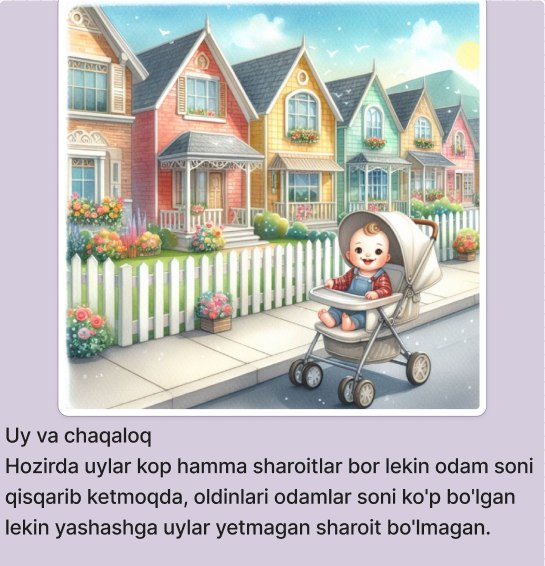 Uy va chaqaloq
Hozirda uylar kop hamma sharoitlar bor lekin odam soni
qisqarib ketmoqda, oldinlari odamlar soni ko'p bo'lgan
lekin yashashga uylar yetmagan sharoit bo'lmagan.